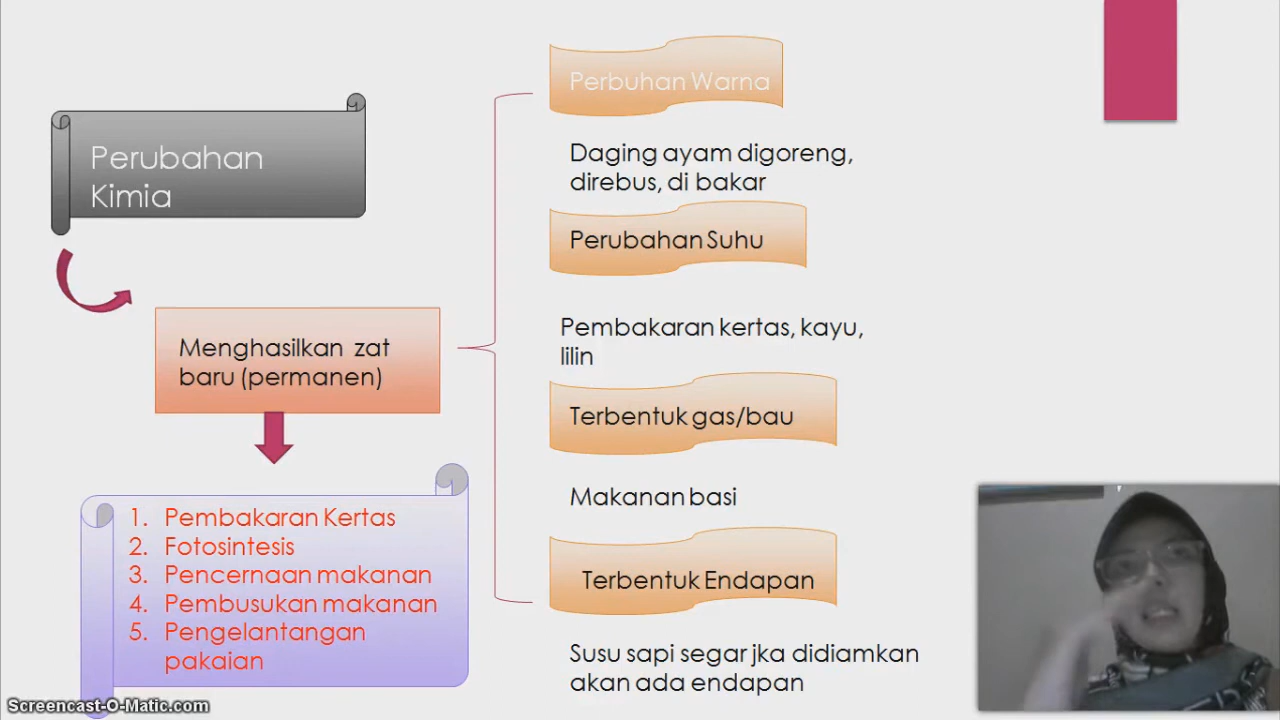 Perubahan
Kimia
Menghasilkan zat
baru (permanen)
1. Pembakaran Kertas
2. Fotosintesis
3. Pencernaan makanan
4. Pembusukan makanan
5. Pengelantangan
pakaian
Perbuhan Warna
Daging ayam digoreng,
direbus, di bakar
Perubahan Suhu
Pembakaran kertas, kayu,
lilin
Terbentuk gas/bau
Makanan basi
Terbentuk Endapan
Susu sapi segar jka didiamkan
akan ada endapan
Screencast-O-Matic.com